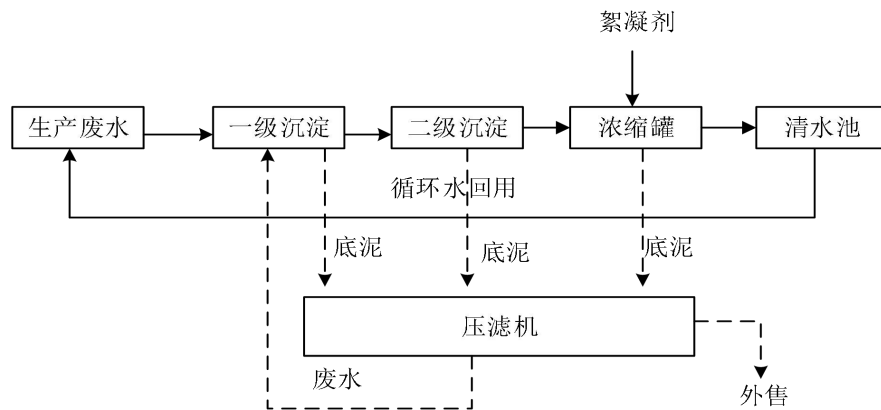 絮凝剂
生产废水
一级沉淀
二级沉淀
浓缩罐
清水池
循环水回用
底泥
底泥
底泥
压滤机
废水
外售